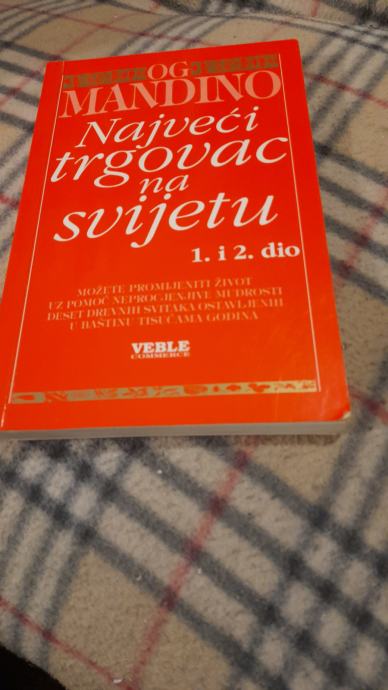 OG
MANDINO
Najveći
trgovac
na
svijetu
1. i 2. dio
MOŽETE PROMIJENITI ŽIVOT
UZ POMOĆ NEPROCJENJIVE MUDROSTI
DESET DREVNIH SVITAKA OSTAVLJENIH
U BAŠTINU TISUĆAMA GODINA
VEBLE
COMMERCE